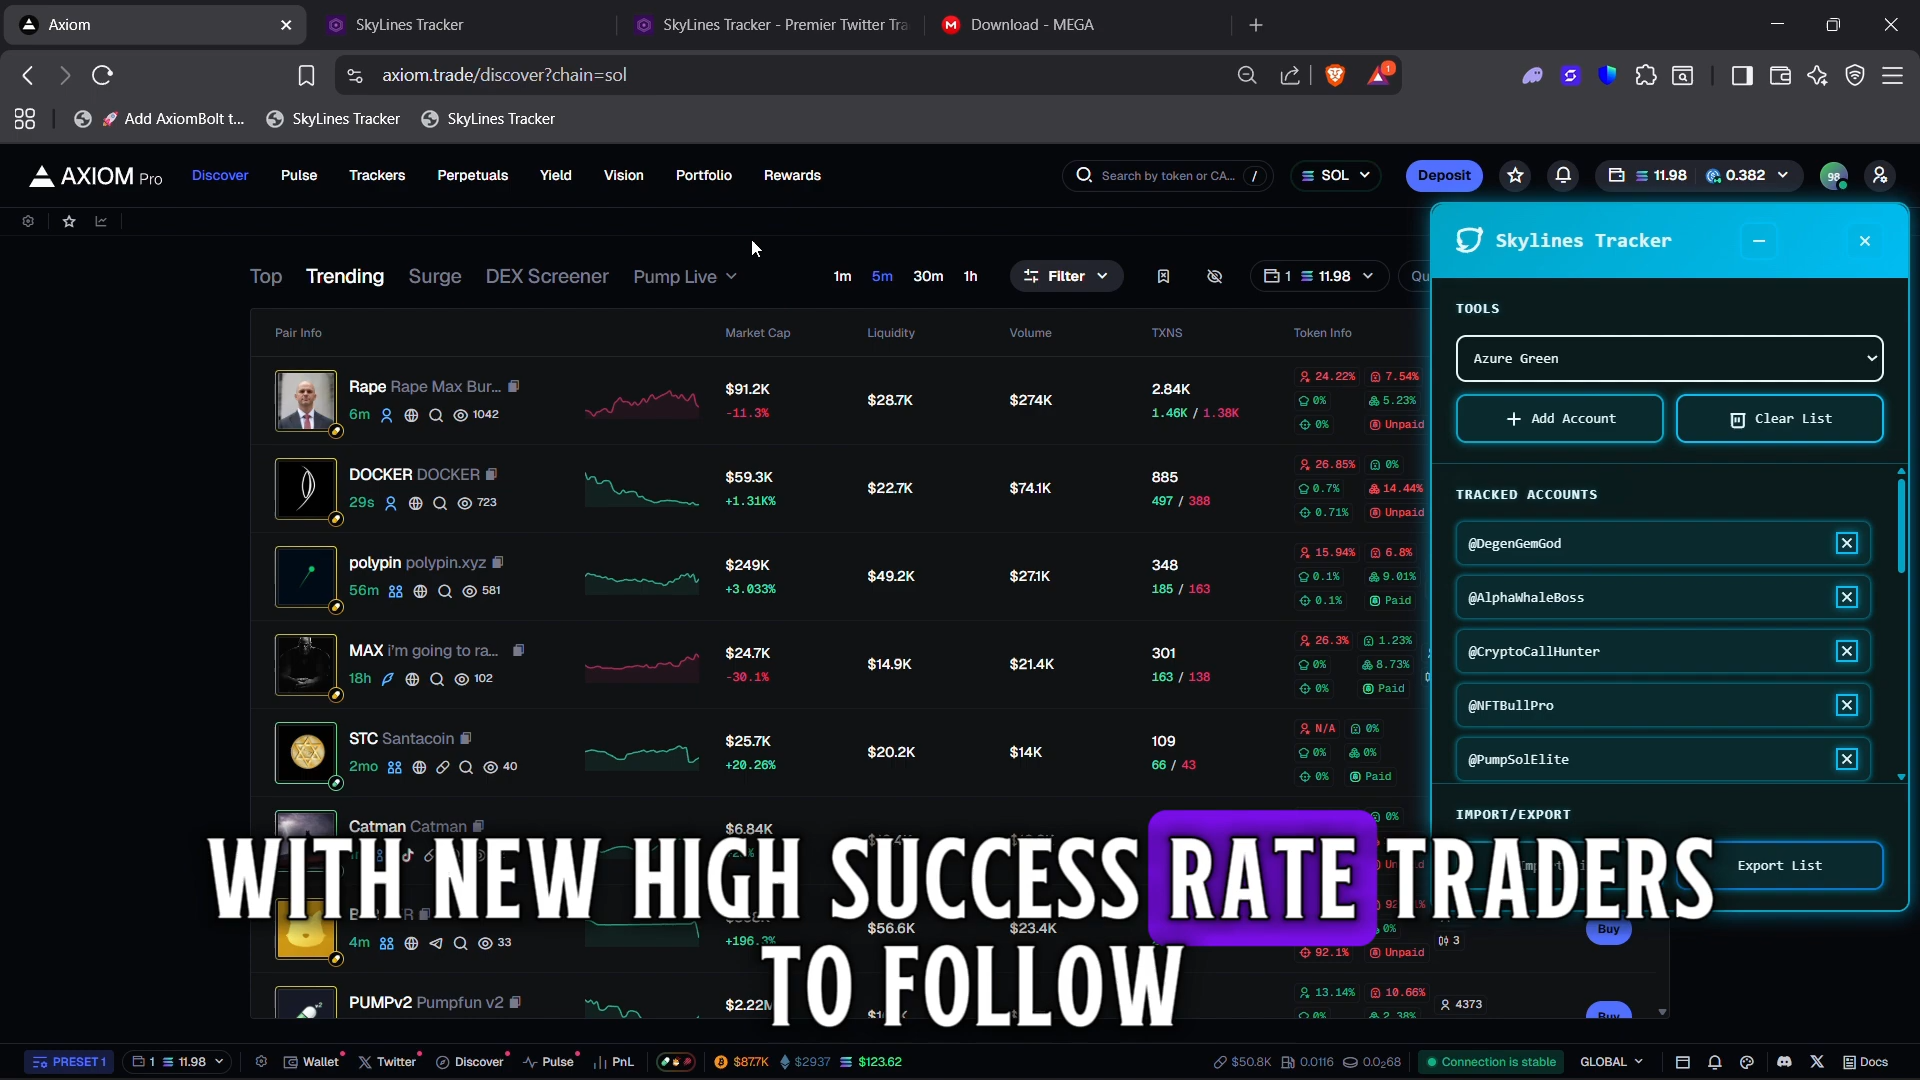 Axiom
SkyLines Tracker
SkyLines Tracker - Premier Twitter Tra
Download - MEGA
axiom.trade/discover?chain=sol
1
🚀 Add AxiomBolt t...
SkyLines Tracker
SkyLines Tracker
AXIOM Pro
Discover
Pulse
Trackers
Perpetuals
Yield
Vision
Portfolio
Rewards
Search by token or CA... /
SOL
Deposit
11.98
0.382
98
Top
Trending
Surge
DEX Screener
Pump Live
1m
5m
30m
1h
Filter
1 11.98
Qu
Pair Info
Market Cap
Liquidity
Volume
TXNS
Token Info
Rape Rape Max Bur...
6m 1042
$91.2K
-11.3%
$28.7K
$274K
2.84K
1.46K / 1.38K
24.22% 7.54%
0% 5.23%
0% Unpaid
DOCKER DOCKER
29s 723
$59.3K
+1.31K%
$22.7K
$74.1K
885
497 / 388
26.85% 0%
0.7% 14.44%
0.71% Unpaid
polypin polypin.xyz
56m 581
$249K
+3.033%
$49.2K
$27.1K
348
185 / 163
15.94% 6.8%
0.1% 9.01%
0.1% Paid
MAX i'm going to ra...
18h 102
$24.7K
-30.1%
$14.9K
$21.4K
301
163 / 138
26.3% 1.23%
0% 8.73%
0% Paid
STC Santacoin
2mo 40
$25.7K
+20.26%
$20.2K
$14K
109
66 / 43
N/A 0%
0% 0%
0% Paid
Catman Catman
$6.84K
0%
4m 33
+196.3%
$56.6K
$23.4K
0%
92.1% Unpaid
3
Buy
PUMPv2 Pumpfun v2
$2.22M
13.14% 10.66%
0% 2.38%
4373
Buy
Skylines Tracker
TOOLS
Azure Green
+ Add Account
Clear List
TRACKED ACCOUNTS
@DegenGemGod
@AlphaWhaleBoss
@CryptoCallHunter
@NFTBullPro
@PumpSolElite
IMPORT/EXPORT
Export List
WITH NEW HIGH SUCCESS RATE TRADERS
TO FOLLOW
PRESET 1
1 11.98
Wallet
Twitter
Discover
Pulse
PnL
$87.7K
$2937
$123.62
$50.8K
0.0116
0.0₂68
Connection is stable
GLOBAL
Docs